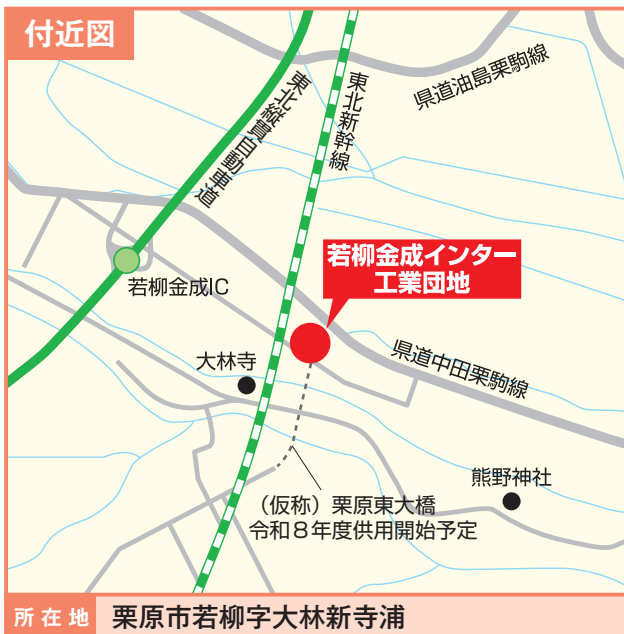 付近図
県道油島栗駒線
東北縦貫自動車道
東北新幹線
若柳金成インター
工業団地
若柳金成IC
大林寺
県道中田栗駒線
熊野神社
（仮称）栗原東大橋
令和８年度供用開始予定
所在地 栗原市若柳字大林新寺浦